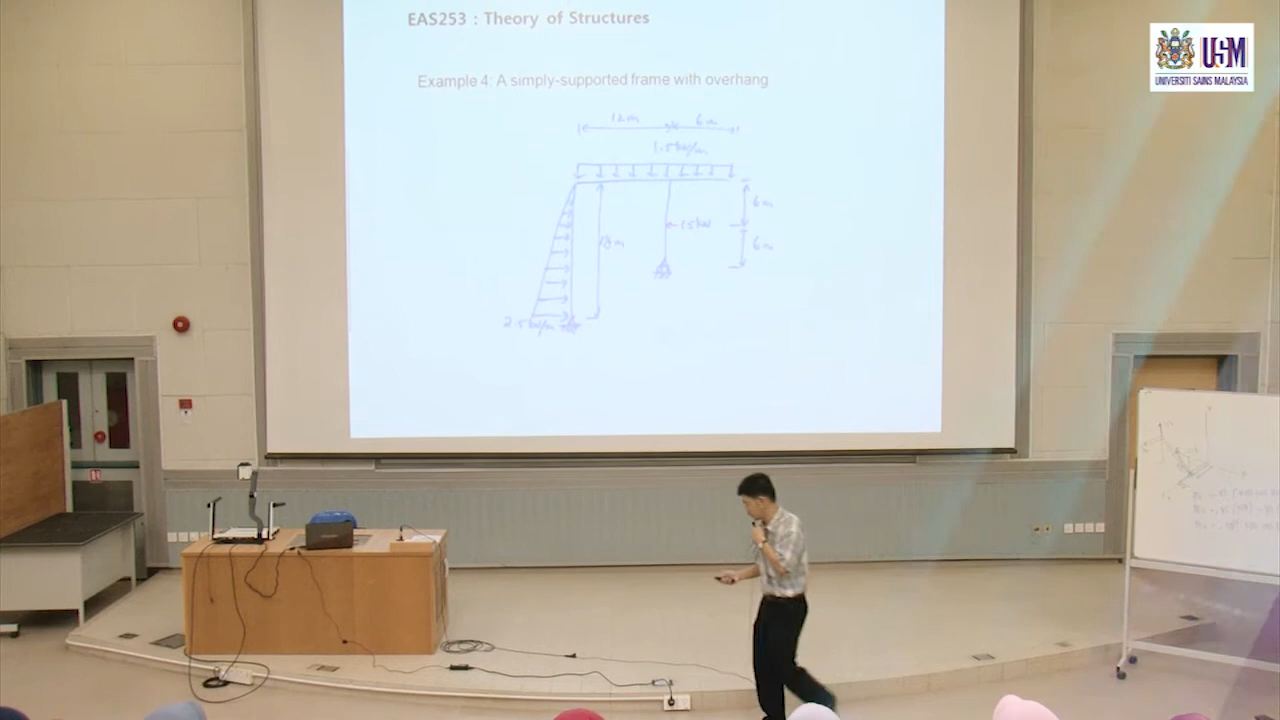 EAS253 : Theory of Structures
USM
UNIVERSITI SAINS MALAYSIA
Example 4: A simply-supported frame with overhang
12m
6m
1.5kN/m
6m
15kN
18m
6m
2.5kN/m